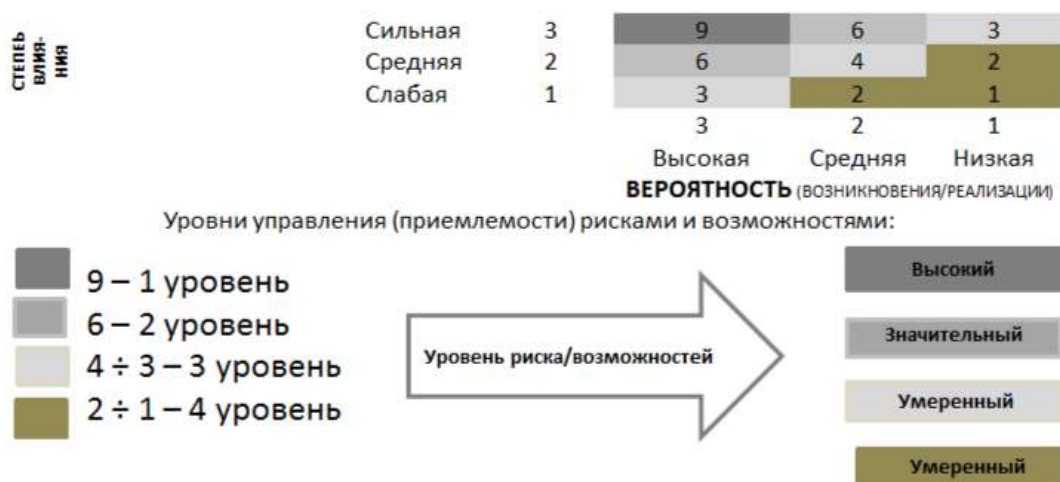 СТЕПЕЬ
ВЛИЯ-
НИЯ
Сильная 3 9 6 3
Средняя 2 6 4 2
Слабая 1 3 2 1
3 2 1
Высокая Средняя Низкая
ВЕРОЯТНОСТЬ (ВОЗНИКНОВЕНИЯ/РЕАЛИЗАЦИИ)
Уровни управления (приемлемости) рисками и возможностями:
9 – 1 уровень
6 – 2 уровень
4 ÷ 3 – 3 уровень
2 ÷ 1 – 4 уровень
Уровень риска/возможностей
Высокий
Значительный
Умеренный
Умеренный